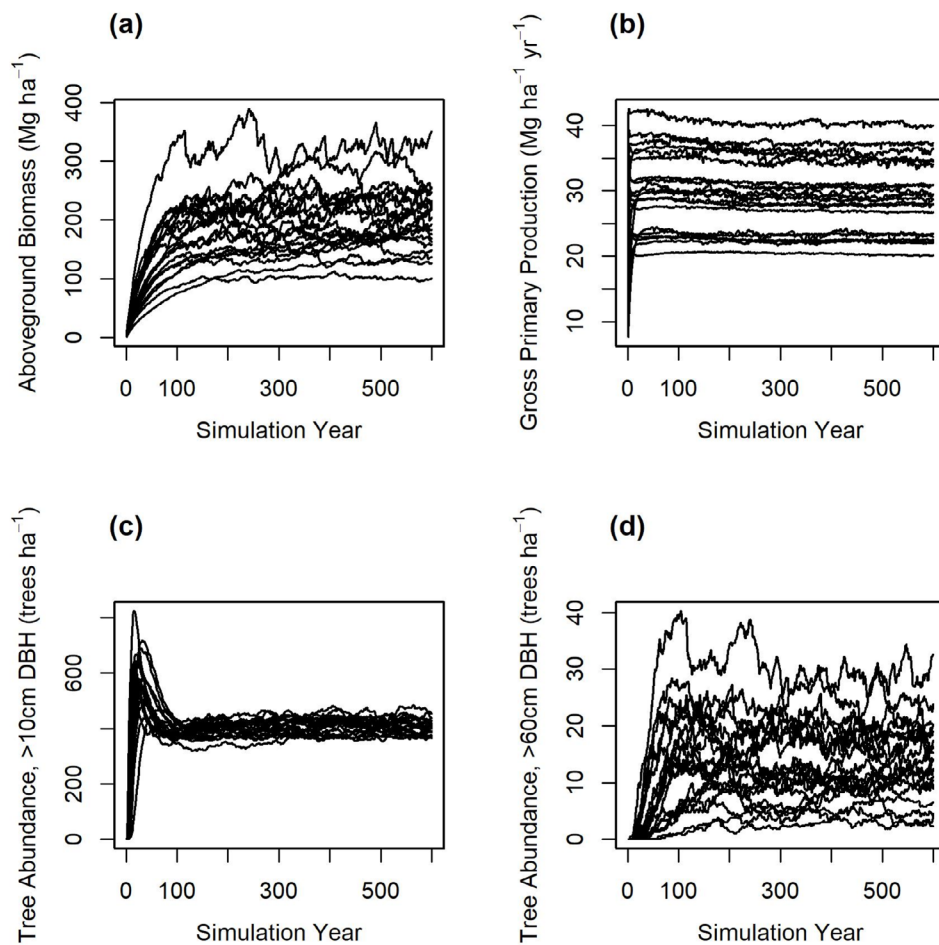 (a)
Aboveground Biomass (Mg ha⁻¹)
400
300
200
100
0
0 100 300 500
Simulation Year
(b)
Gross Primary Production (Mg ha⁻¹ yr⁻¹)
40
30
20
10
0 100 300 500
Simulation Year
(c)
Tree Abundance, >10cm DBH (trees ha⁻¹)
600
200
0
0 100 300 500
Simulation Year
(d)
Tree Abundance, >60cm DBH (trees ha⁻¹)
40
30
20
10
0
0 100 300 500
Simulation Year